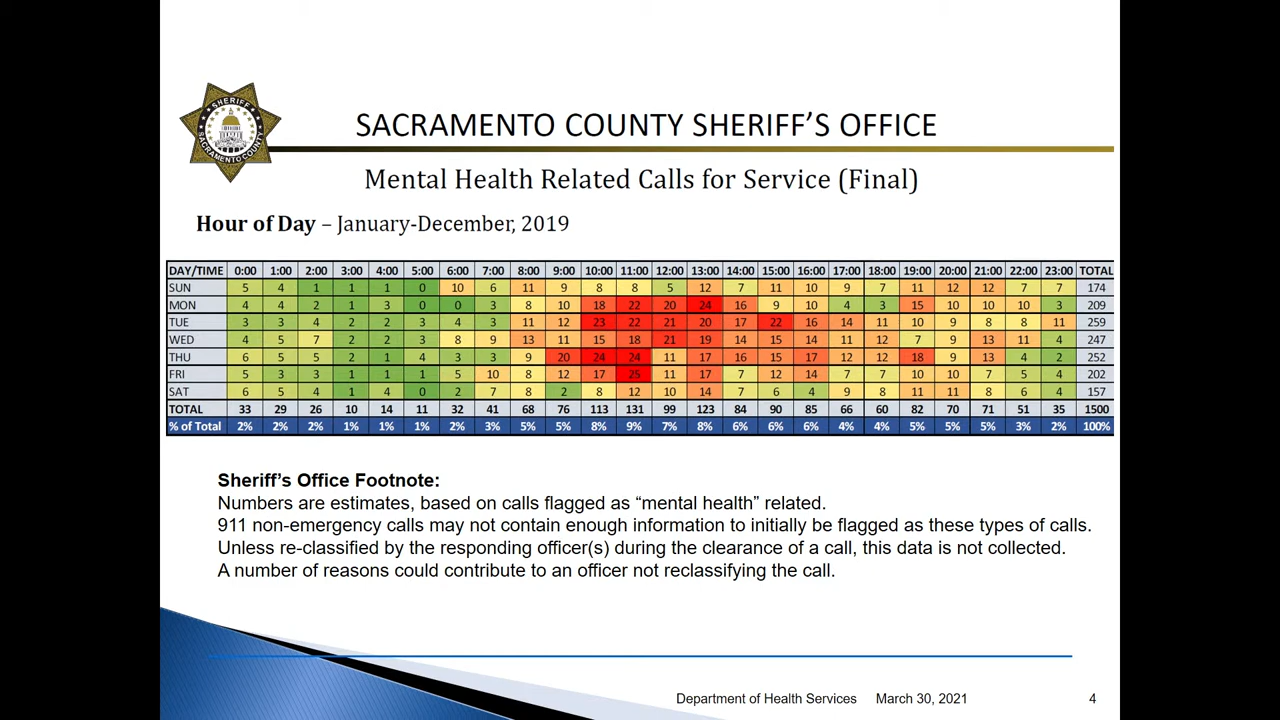 SHERIFF
SACRAMENTO COUNTY
SACRAMENTO COUNTY SHERIFF’S OFFICE
Mental Health Related Calls for Service (Final)
Hour of Day – January-December, 2019
DAY/TIME 0:00 1:00 2:00 3:00 4:00 5:00 6:00 7:00 8:00 9:00 10:00 11:00 12:00 13:00 14:00 15:00 16:00 17:00 18:00 19:00 20:00 21:00 22:00 23:00 TOTAL
SUN 5 4 1 1 1 0 10 6 11 9 8 8 5 12 7 11 10 9 7 11 12 12 7 7 174
MON 4 4 2 1 3 0 0 3 8 10 18 22 20 24 16 9 10 4 3 15 10 10 10 3 209
TUE 3 3 4 2 2 3 4 3 11 12 23 22 21 20 17 22 16 14 11 10 9 8 8 11 259
WED 4 5 7 2 2 3 8 9 13 11 15 18 21 19 14 15 14 11 12 7 9 13 11 4 247
THU 6 5 5 2 1 4 3 3 9 20 24 24 11 17 16 15 17 12 12 18 9 13 4 2 252
FRI 5 3 3 1 1 1 5 10 8 12 17 25 11 17 7 12 14 7 7 10 10 7 5 4 202
SAT 6 5 4 1 4 0 2 7 8 2 8 12 10 14 7 6 4 9 8 11 11 8 6 4 157
TOTAL 33 29 26 10 14 11 32 41 68 76 113 131 99 123 84 90 85 66 60 82 70 71 51 35 1500
% of Total 2% 2% 2% 1% 1% 1% 2% 3% 5% 5% 8% 9% 7% 8% 6% 6% 6% 4% 4% 5% 5% 5% 3% 2% 100%
Sheriff’s Office Footnote:
Numbers are estimates, based on calls flagged as “mental health” related.
911 non-emergency calls may not contain enough information to initially be flagged as these types of calls.
Unless re-classified by the responding officer(s) during the clearance of a call, this data is not collected.
A number of reasons could contribute to an officer not reclassifying the call.
Department of Health Services March 30, 2021 4